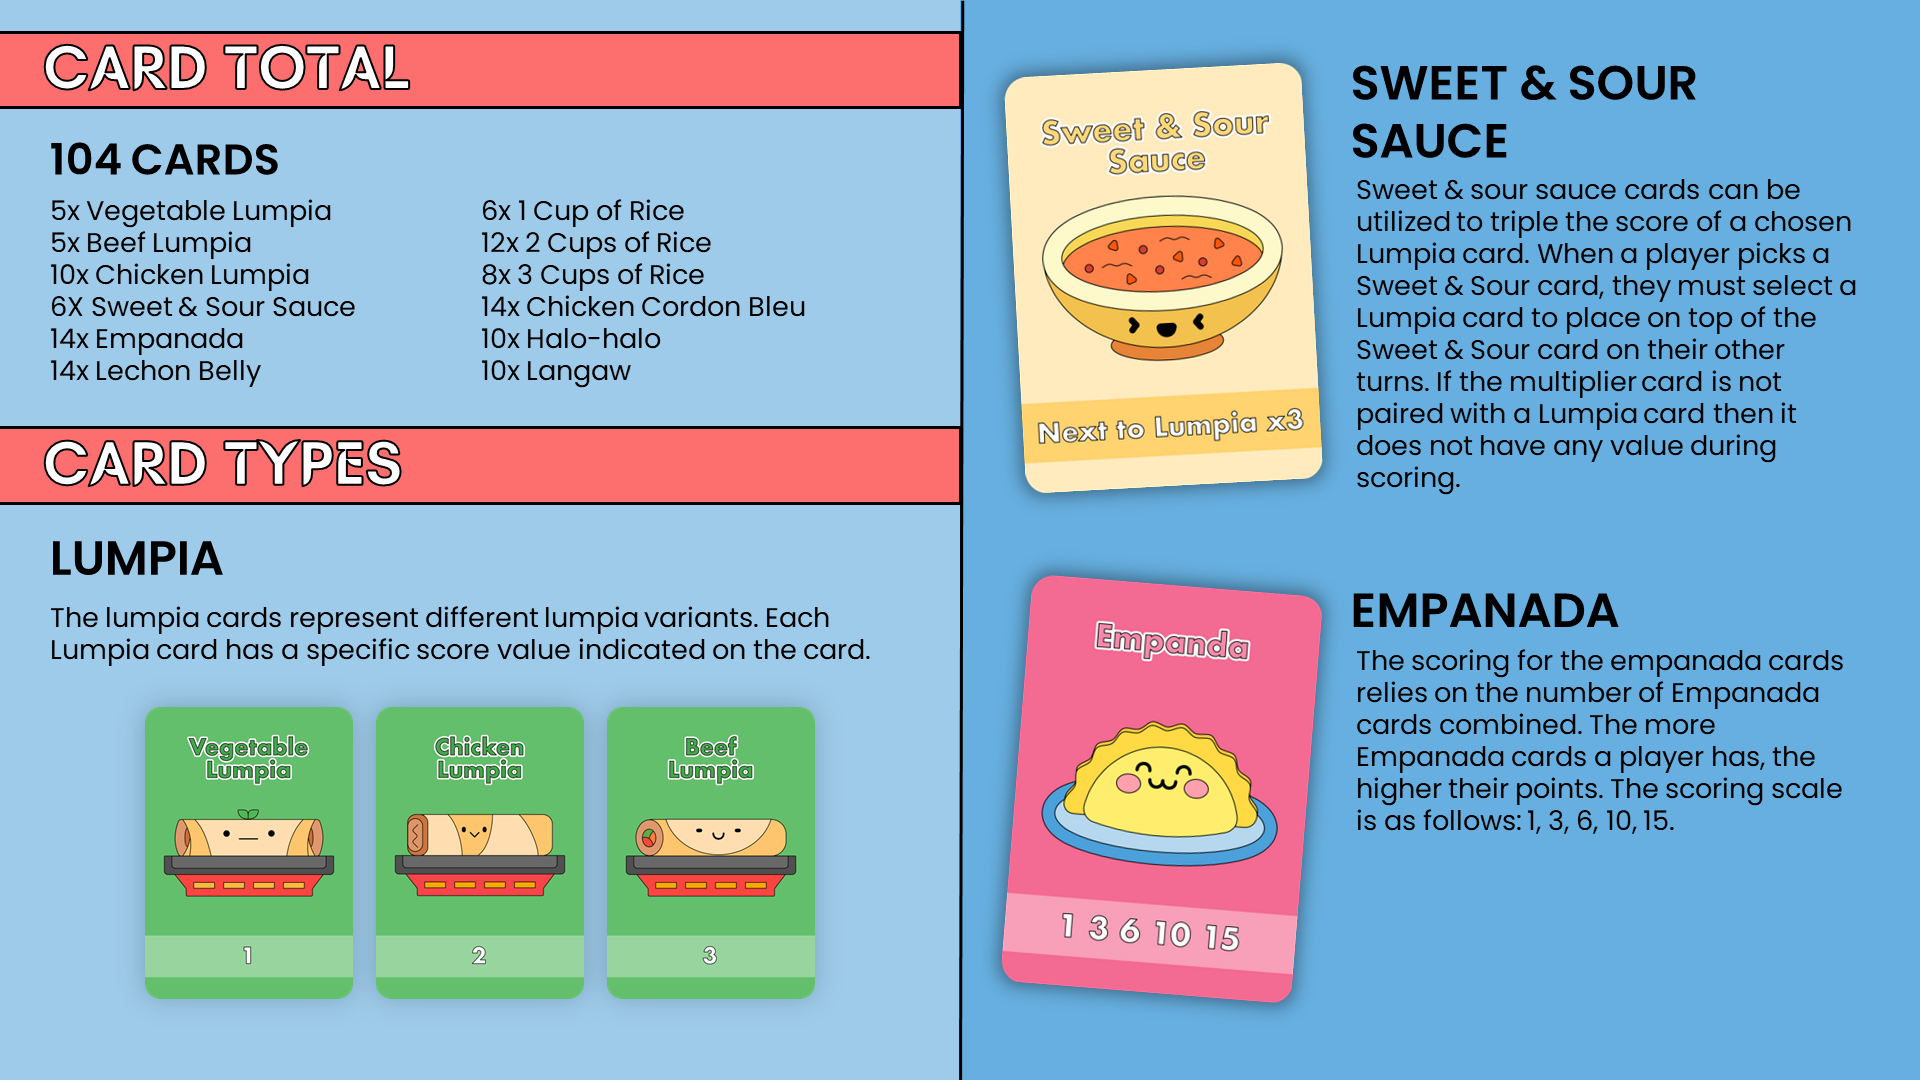 CARD TOTAL
104 CARDS
5x Vegetable Lumpia
5x Beef Lumpia
10x Chicken Lumpia
6X Sweet & Sour Sauce
14x Empanada
14x Lechon Belly
6x 1 Cup of Rice
12x 2 Cups of Rice
8x 3 Cups of Rice
14x Chicken Cordon Bleu
10x Halo-halo
10x Langaw
CARD TYPES
LUMPIA
The lumpia cards represent different lumpia variants. Each
Lumpia card has a specific score value indicated on the card.
Vegetable
Lumpia
1
Chicken
Lumpia
2
Beef
Lumpia
3
Sweet & Sour
Sauce
Next to Lumpia x3
SWEET & SOUR
SAUCE
Sweet & sour sauce cards can be
utilized to triple the score of a chosen
Lumpia card. When a player picks a
Sweet & Sour card, they must select a
Lumpia card to place on top of the
Sweet & Sour card on their other
turns. If the multiplier card is not
paired with a Lumpia card then it
does not have any value during
scoring.
Empanda
1 3 6 10 15
EMPANADA
The scoring for the empanada cards
relies on the number of Empanada
cards combined. The more
Empanada cards a player has, the
higher their points. The scoring scale
is as follows: 1, 3, 6, 10, 15.